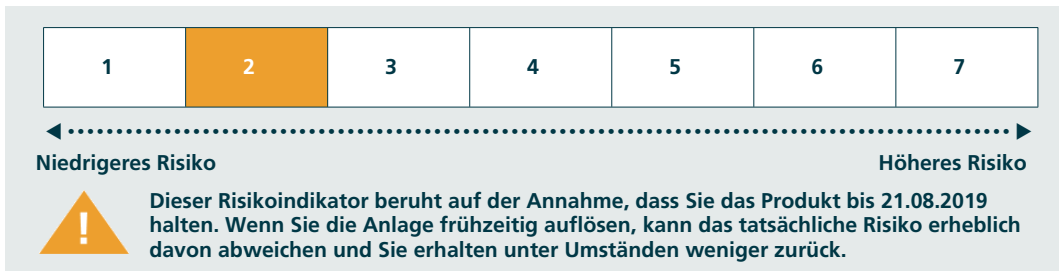 1 2 3 4 5 6 7
Niedrigeres Risiko Höheres Risiko
! Dieser Risikoindikator beruht auf der Annahme, dass Sie das Produkt bis 21.08.2019
halten. Wenn Sie die Anlage frühzeitig auflösen, kann das tatsächliche Risiko erheblich
davon abweichen und Sie erhalten unter Umständen weniger zurück.